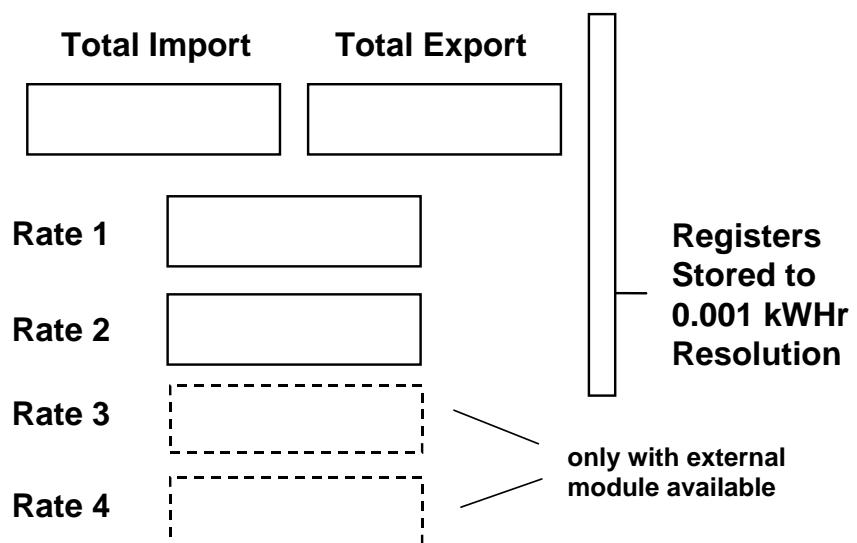 Total Import Total Export
Rate 1
Rate 2
Rate 3
Rate 4
Registers
Stored to
0.001 kWHr
Resolution
only with external
module available